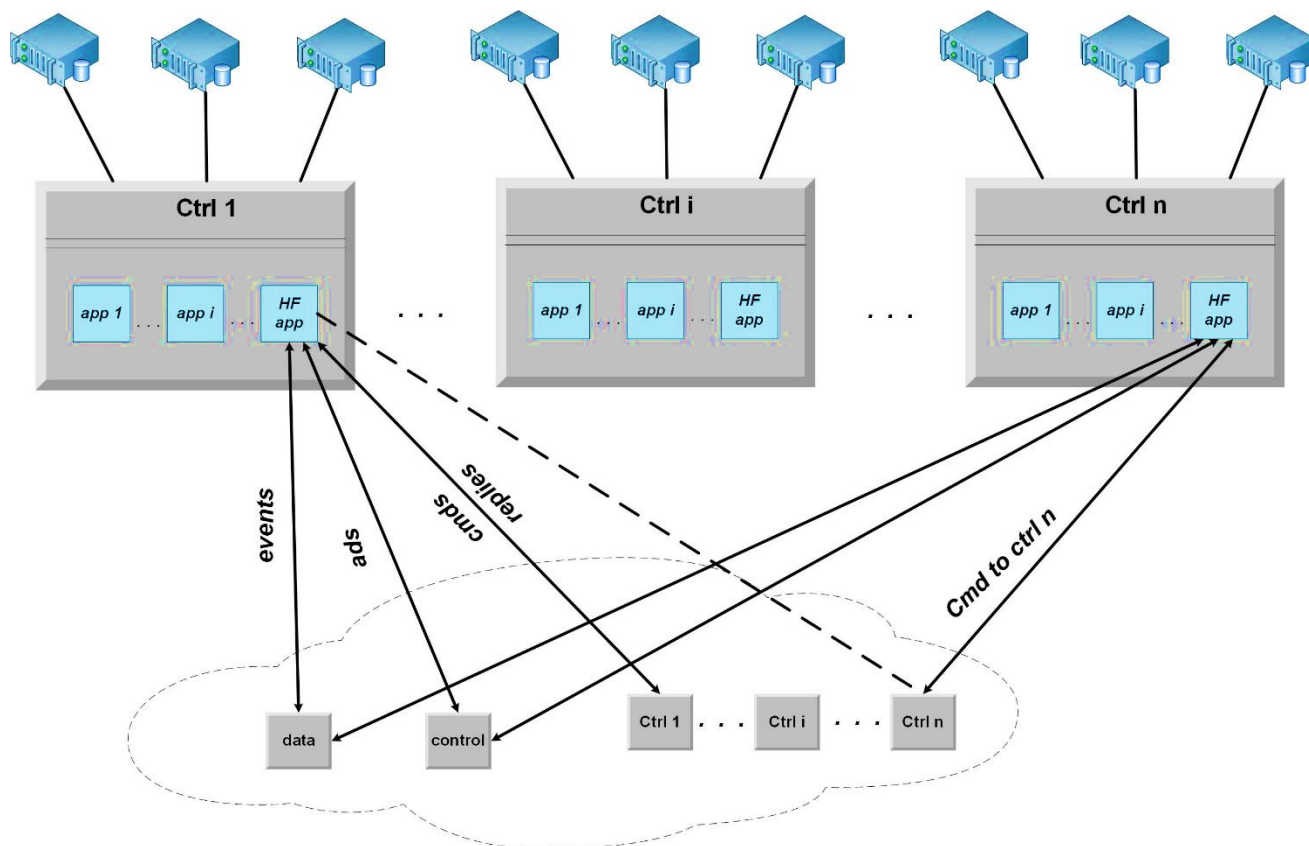 Ctrl 1
Ctrl i
Ctrl n
app 1
. . .
app i
. . .
HF
app
. . .
app 1
. . .
app i
. . .
HF
app
. . .
app 1
. . .
app i
. . .
HF
app
events
ads
cmds
replies
Cmd to ctrl n
data
control
Ctrl 1
. . .
Ctrl i
. . .
Ctrl n